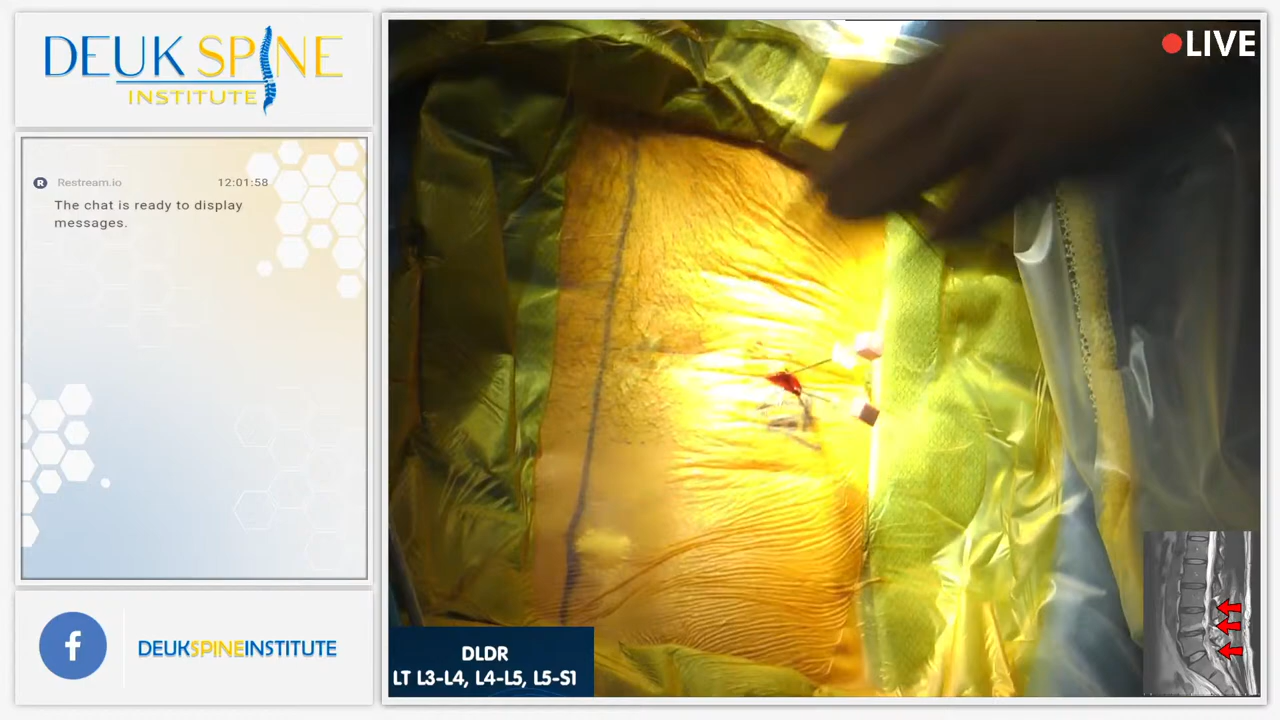 DEUK SPINE
INSTITUTE
LIVE
Restream.io 12:01:58
The chat is ready to display
messages.
DEUKSPINEINSTITUTE
DLDR
LT L3-L4, L4-L5, L5-S1